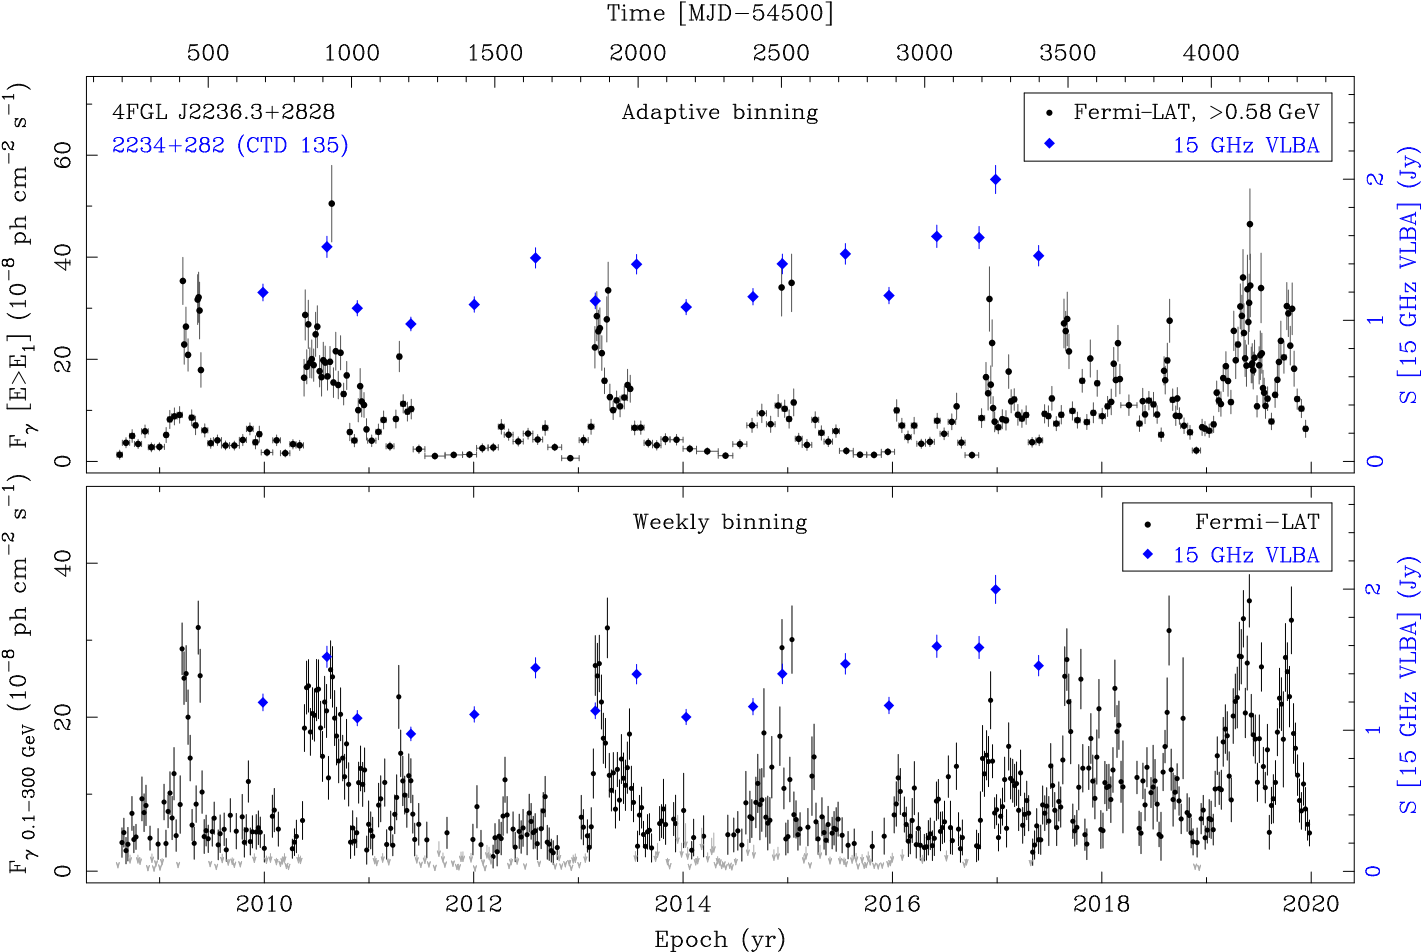 Time [MJD−54500]
500 1000 1500 2000 2500 3000 3500 4000
4FGL J2236.3+2828
2234+282 (CTD 135)
Adaptive binning
Fermi−LAT, >0.58 GeV
15 GHz VLBA
F_γ [E>E_1] (10^−8 ph cm^−2 s^−1)
60
40
20
0
S [15 GHz VLBA] (Jy)
2
1
0
Weekly binning
Fermi−LAT
15 GHz VLBA
F_γ 0.1−300 GeV (10^−8 ph cm^−2 s^−1)
40
20
0
S [15 GHz VLBA] (Jy)
2
1
0
2010 2012 2014 2016 2018 2020
Epoch (yr)